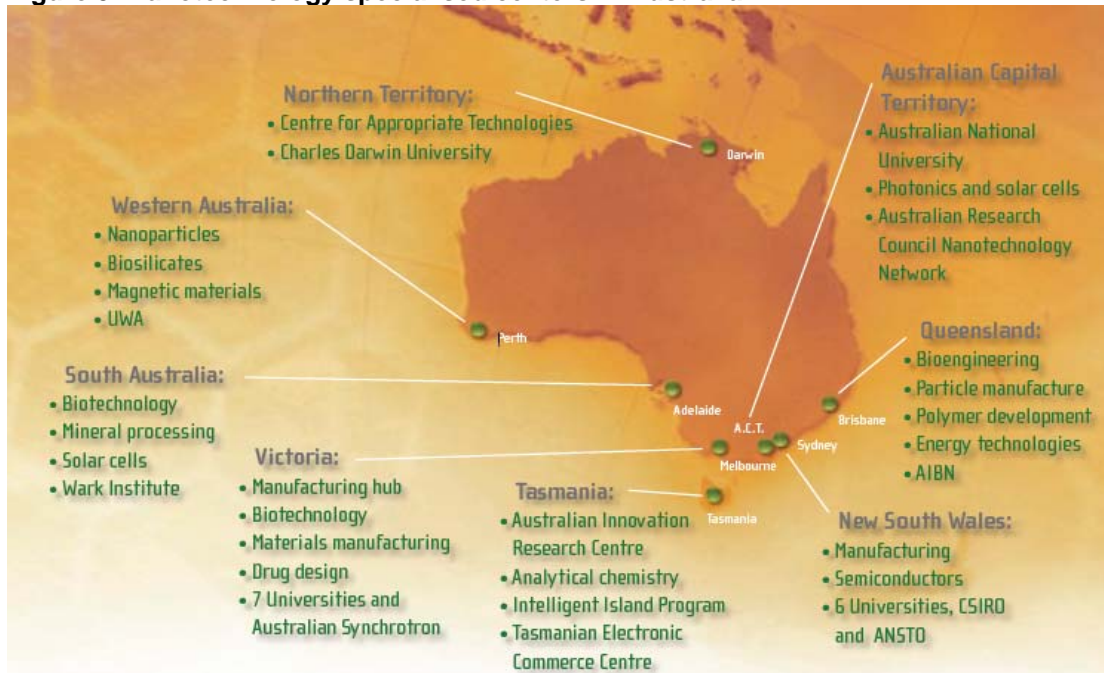 Northern Territory:
• Centre for Appropriate Technologies
• Charles Darwin University
Australian Capital
Territory:
• Australian National
University
• Photonics and solar cells
• Australian Research
Council Nanotechnology
Network
Darwin
Western Australia:
• Nanoparticles
• Biosilicates
• Magnetic materials
• UWA
Perth
South Australia:
• Biotechnology
• Mineral processing
• Solar cells
• Wark Institute
Adelaide
A.C.T.
Melbourne
Sydney
Brisbane
Tasmania
Queensland:
• Bioengineering
• Particle manufacture
• Polymer development
• Energy technologies
• AIBN
Victoria:
• Manufacturing hub
• Biotechnology
• Materials manufacturing
• Drug design
• 7 Universities and
Australian Synchrotron
Tasmania:
• Australian Innovation
Research Centre
• Analytical chemistry
• Intelligent Island Program
• Tasmanian Electronic
Commerce Centre
New South Wales:
• Manufacturing
• Semiconductors
• 6 Universities, CSIRO
and ANSTO